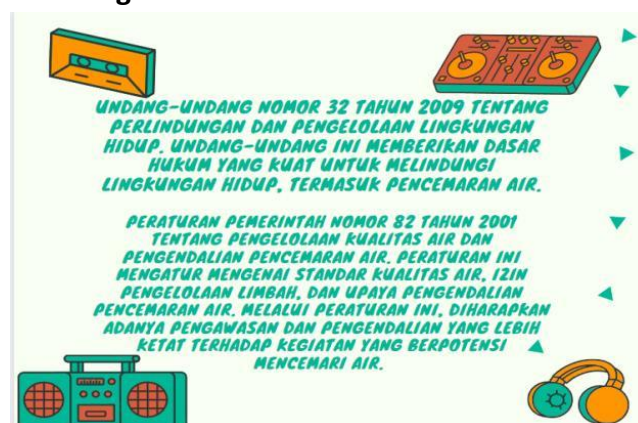 UNDANG-UNDANG NOMOR 32 TAHUN 2009 TENTANG
PERLINDUNGAN DAN PENGELOLAAN LINGKUNGAN
HIDUP. UNDANG-UNDANG INI MEMBERIKAN DASAR
HUKUM YANG KUAT UNTUK MELINDUNGI
LINGKUNGAN HIDUP, TERMASUK PENCEMARAN AIR.
PERATURAN PEMERINTAH NOMOR 82 TAHUN 2001
TENTANG PENGELOLAAN KUALITAS AIR DAN
PENGENDALIAN PENCEMARAN AIR. PERATURAN INI
MENGATUR MENGENAI STANDAR KUALITAS AIR, IZIN
PENGELOLAAN LIMBAH, DAN UPAYA PENGENDALIAN
PENCEMARAN AIR. MELALUI PERATURAN INI, DIHARAPKAN
ADANYA PENGAWASAN DAN PENGENDALIAN YANG LEBIH
KETAT TERHADAP KEGIATAN YANG BERPOTENSI
MENCEMARI AIR.